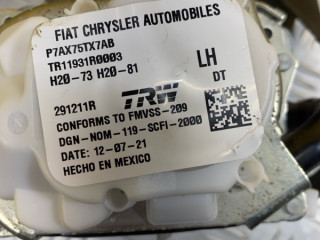 FIAT CHRYSLER AUTOMOBILES
P7AX75TX7AB
TR11931R0003
H20-73 H20-81
LH
DT
291211R
TRW
CONFORMS TO FMVSS-209
DGN-NOM-119-SCFI-2000
DATE: 12-07-21
HECHO EN MEXICO